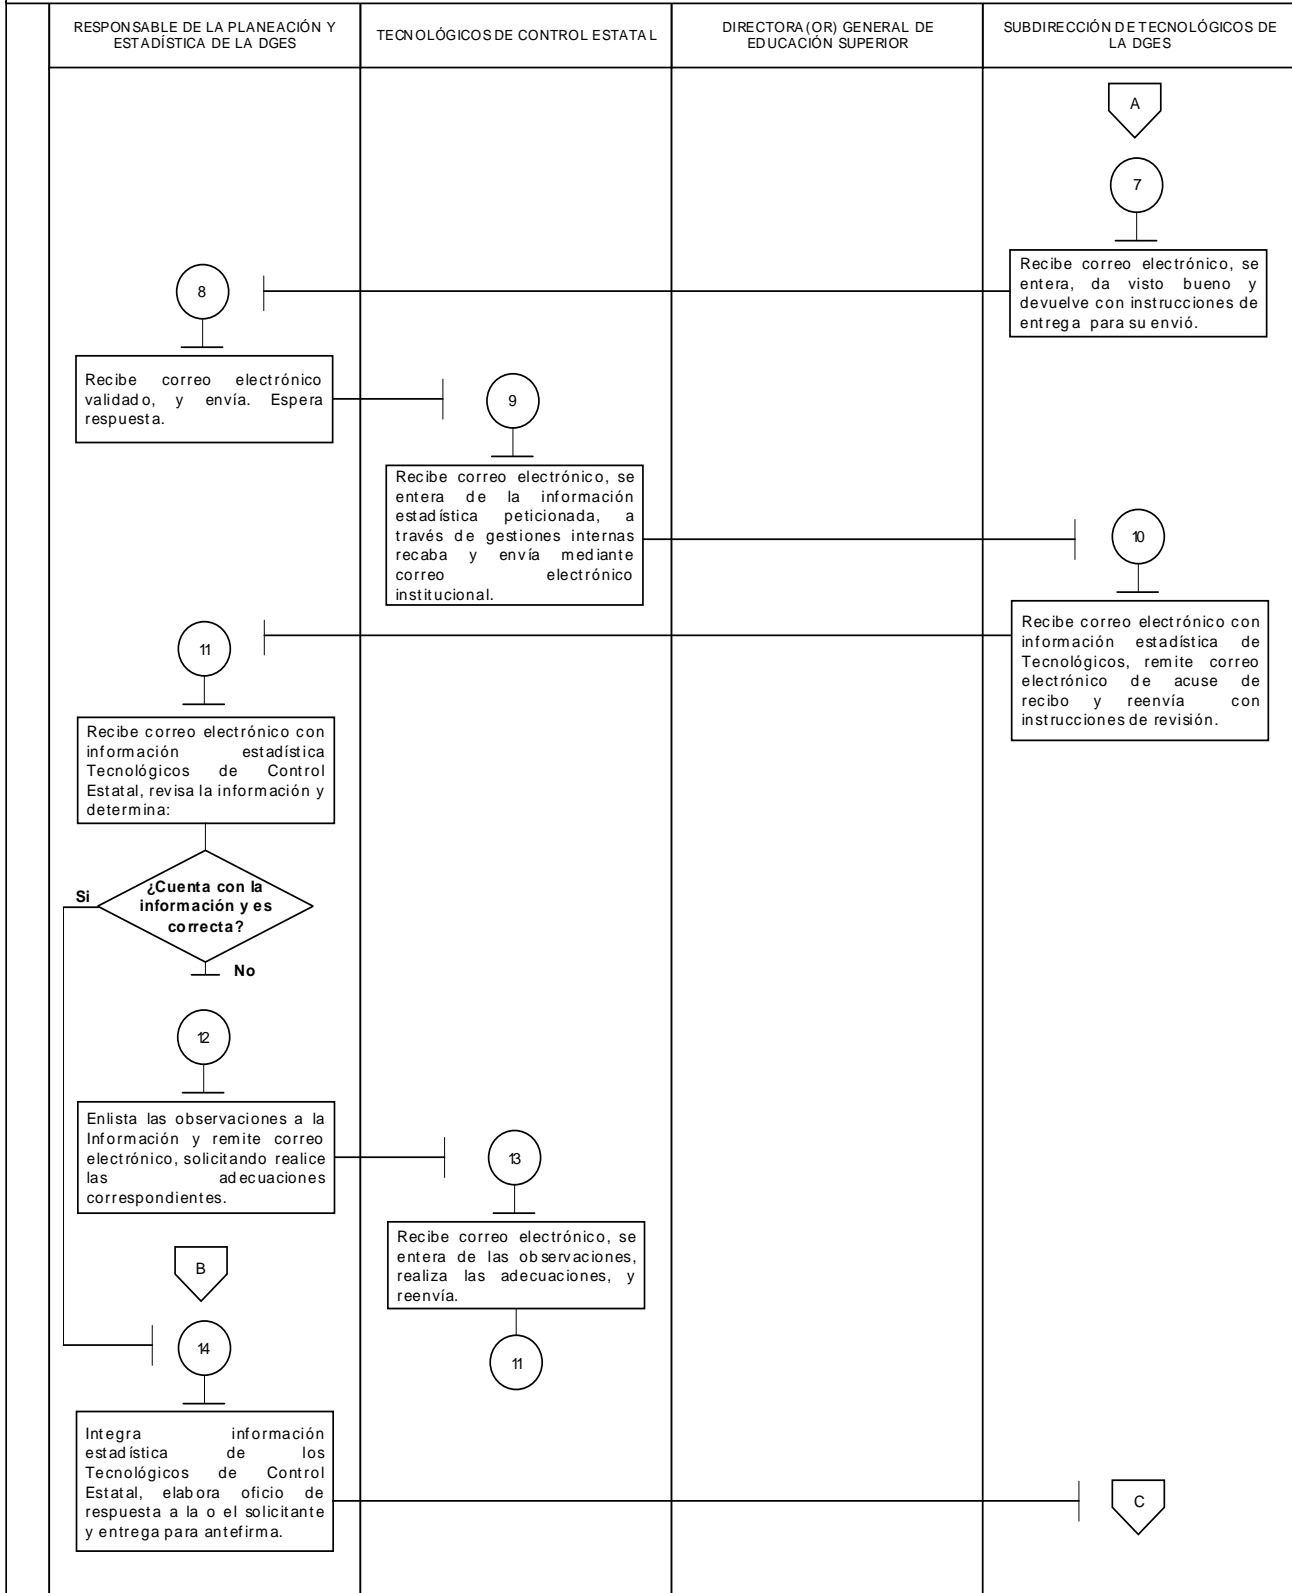 RESPONSABLE DE LA PLANEACIÓN Y
ESTADÍSTICA DE LA DGES
TECNOLÓGICOS DE CONTROL ESTATAL
DIRECTORA(OR) GENERAL DE
EDUCACIÓN SUPERIOR
SUBDIRECCIÓN DE TECNOLÓGICOS DE
LA DGES
A
7
Recibe correo electrónico, se
entera, da visto bueno y
devuelve con instrucciones de
entrega para su envió.
8
Recibe correo electrónico
validado, y envía. Espera
respuesta.
9
Recibe correo electrónico, se
entera de la información
estadística peticionada, a
través de gestiones internas
recaba y envía mediante
correo electrónico
institucional.
10
Recibe correo electrónico con
información estadística de
Tecnológicos, remite correo
electrónico de acuse de
recibo y reenvía con
instrucciones de revisión.
11
Recibe correo electrónico con
información estadística
Tecnológicos de Control
Estatal, revisa la información y
determina:
¿Cuenta con la
información y es
correcta?
Si
No
12
Enlista las observaciones a la
Información y remite correo
electrónico, solicitando realice
las adecuaciones
correspondientes.
13
Recibe correo electrónico, se
entera de las observaciones,
realiza las adecuaciones, y
reenvía.
11
B
14
Integra información
estadística de los
Tecnológicos de Control
Estatal, elabora oficio de
respuesta a la o el solicitante
y entrega para antefirma.
C